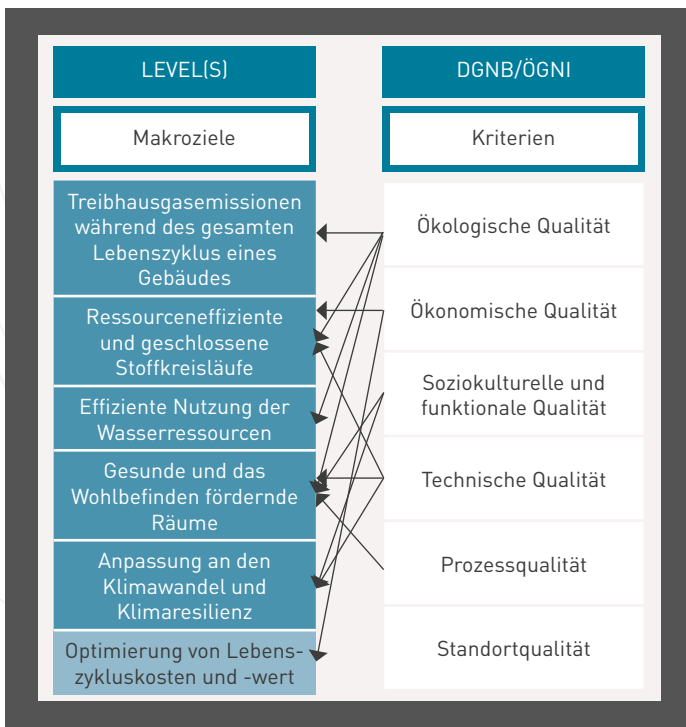 LEVEL(S)
Makroziele
Treibhausgasemissionen
während des gesamten
Lebenszyklus eines
Gebäudes
Ressourceneffiziente
und geschlossene
Stoffkreisläufe
Effiziente Nutzung der
Wasserressourcen
Gesunde und das
Wohlbefinden fördernde
Räume
Anpassung an den
Klimawandel und
Klimaresilienz
Optimierung von Lebens-
zykluskosten und -wert
DGNB/ÖGNI
Kriterien
Ökologische Qualität
Ökonomische Qualität
Soziokulturelle und
funktionale Qualität
Technische Qualität
Prozessqualität
Standortqualität